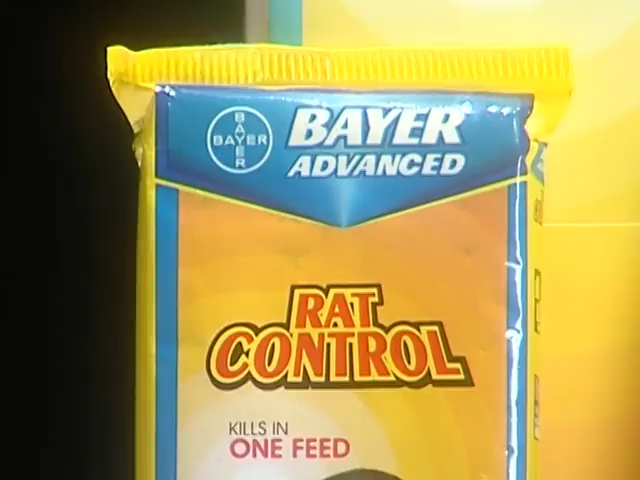 BAYER
BAYER
BAYER
ADVANCED
RAT
CONTROL
KILLS IN
ONE FEED